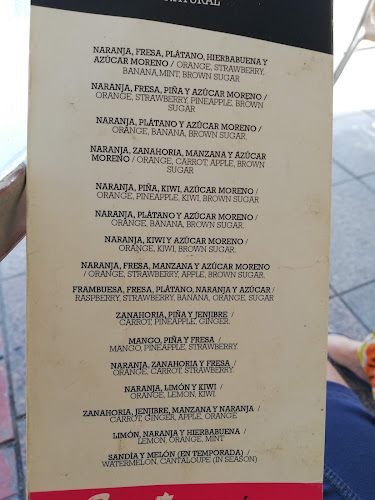 NATURAL
NARANJA, FRESA, PLÁTANO, HIERBABUENA Y
AZÚCAR MORENO / ORANGE, STRAWBERRY,
BANANA, MINT, BROWN SUGAR
NARANJA, FRESA, PIÑA Y AZÚCAR MORENO /
ORANGE, STRAWBERRY, PINEAPPLE, BROWN
SUGAR
NARANJA, PLÁTANO Y AZÚCAR MORENO /
ORANGE, BANANA, BROWN SUGAR.
NARANJA, ZANAHORIA, MANZANA Y AZÚCAR
MORENO / ORANGE, CARROT, APPLE, BROWN
SUGAR
NARANJA, PIÑA, KIWI, AZÚCAR MORENO /
ORANGE, PINEAPPLE, KIWI, BROWN SUGAR
NARANJA, PLÁTANO Y AZÚCAR MORENO /
ORANGE, BANANA, BROWN SUGAR.
NARANJA, KIWI Y AZÚCAR MORENO /
ORANGE, KIWI, BROWN SUGAR.
NARANJA, FRESA, MANZANA Y AZÚCAR MORENO
/ ORANGE, STRAWBERRY, APPLE, BROWN SUGAR.
FRAMBUESA, FRESA, PLÁTANO, NARANJA Y AZÚCAR /
RASPBERRY, STRAWBERRY, BANANA, ORANGE, SUGAR
ZANAHORIA, PIÑA Y JENJIBRE /
CARROT, PINEAPPLE, GINGER.
MANGO, PIÑA Y FRESA /
MANGO, PINEAPPLE, STRAWBERRY.
NARANJA, ZANAHORIA Y FRESA /
ORANGE, CARROT, STRAWBERRY.
NARANJA, LIMÓN Y KIWI /
ORANGE, LEMON, KIWI.
ZANAHORIA, JENJIBRE, MANZANA Y NARANJA /
CARROT, GINGER, APPLE, ORANGE
LIMÓN, NARANJA Y HIERBABUENA /
LEMON, ORANGE, MINT
SANDÍA Y MELÓN (EN TEMPORADA) /
WATERMELON, CANTALOUPE (IN SEASON)